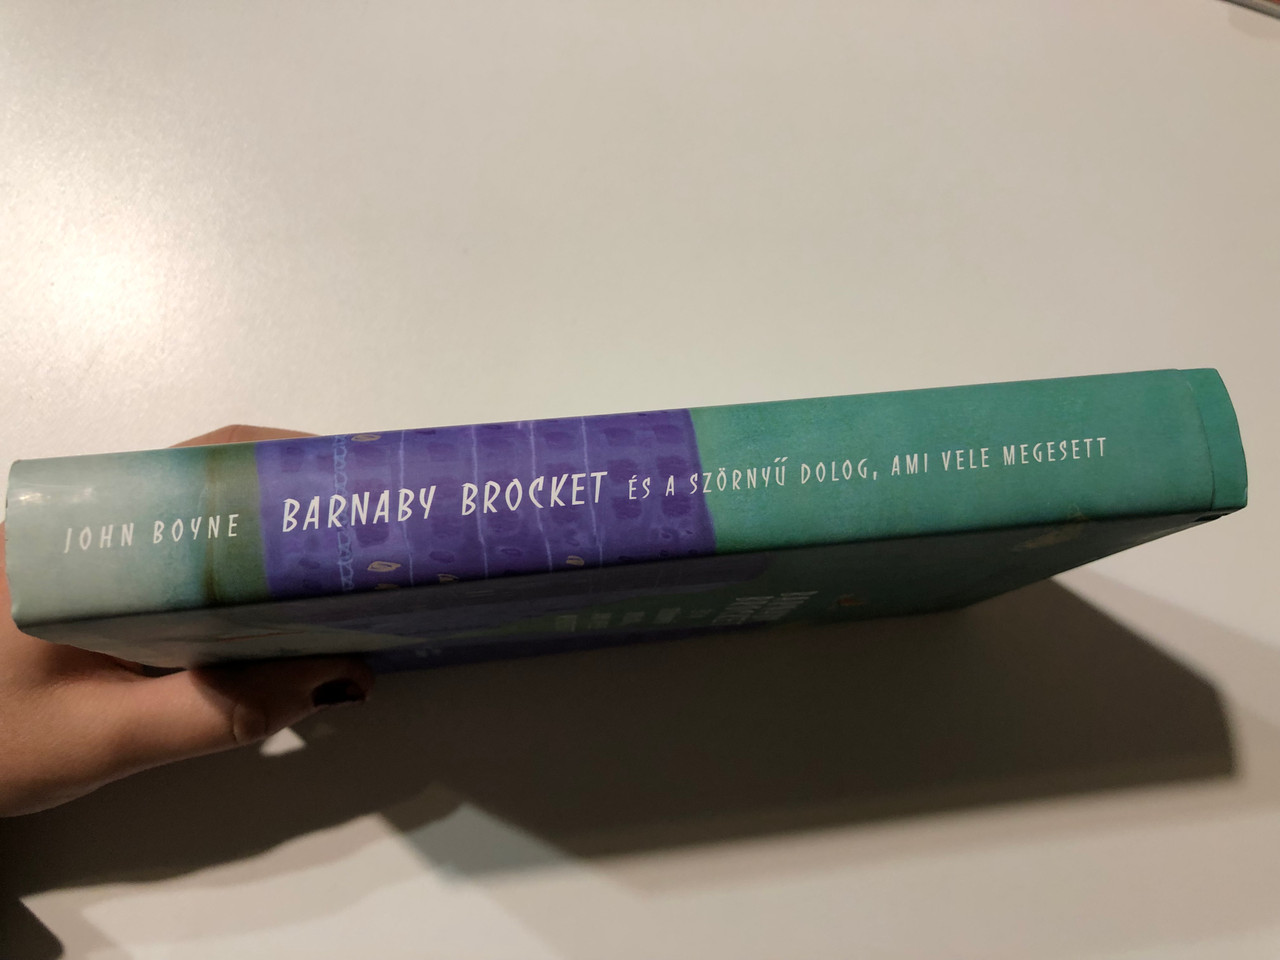 JOHN BOYNE BARNABY BROCKET ÉS A SZÖRNYŰ DOLOG, AMI VELE MEGESETT